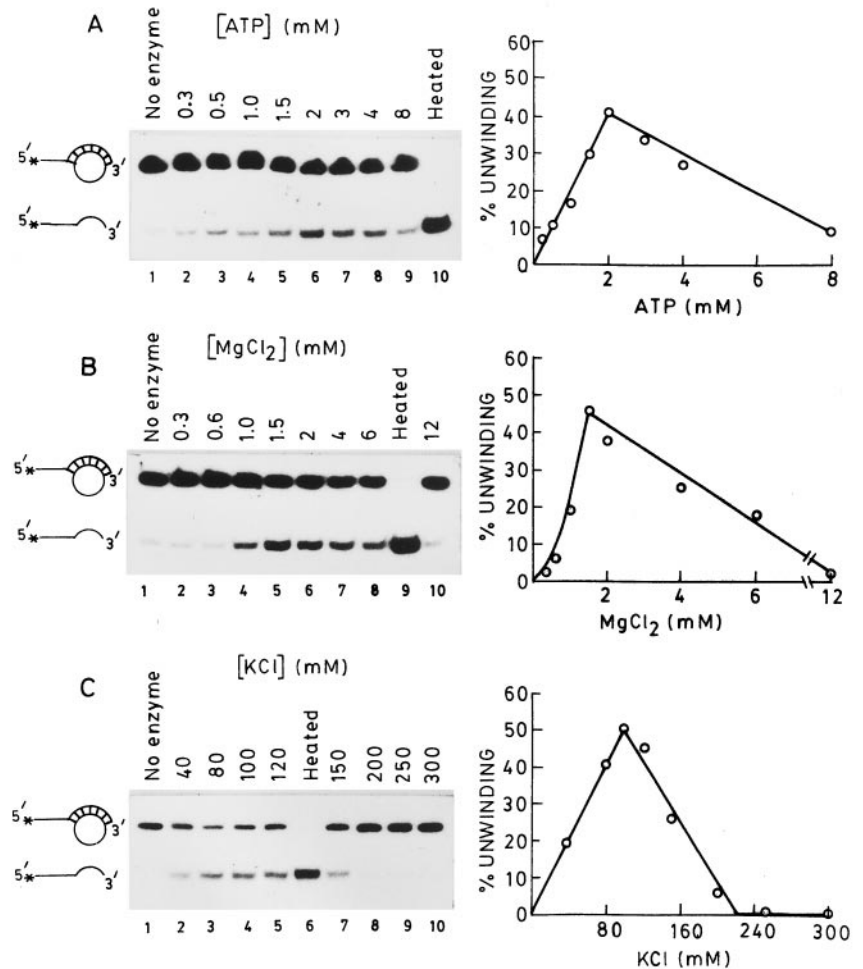 A
[ATP] (mM)
No enzyme 0.3 0.5 1.0 1.5 2 3 4 8 Heated
5′ * 3′
5′ * 3′
1 2 3 4 5 6 7 8 9 10
% UNWINDING
60
50
40
30
20
10
0
2 4 6 8
ATP (mM)
B
[MgCl₂] (mM)
No enzyme 0.3 0.6 1.0 1.5 2 4 6 Heated 12
5′ * 3′
5′ * 3′
1 2 3 4 5 6 7 8 9 10
% UNWINDING
60
50
40
30
20
10
0
2 4 6 12
MgCl₂ (mM)
C
[KCl] (mM)
No enzyme 40 80 100 120 Heated 150 200 250 300
5′ * 3′
5′ * 3′
1 2 3 4 5 6 7 8 9 10
% UNWINDING
60
50
40
30
20
10
0
80 160 240 300
KCl (mM)